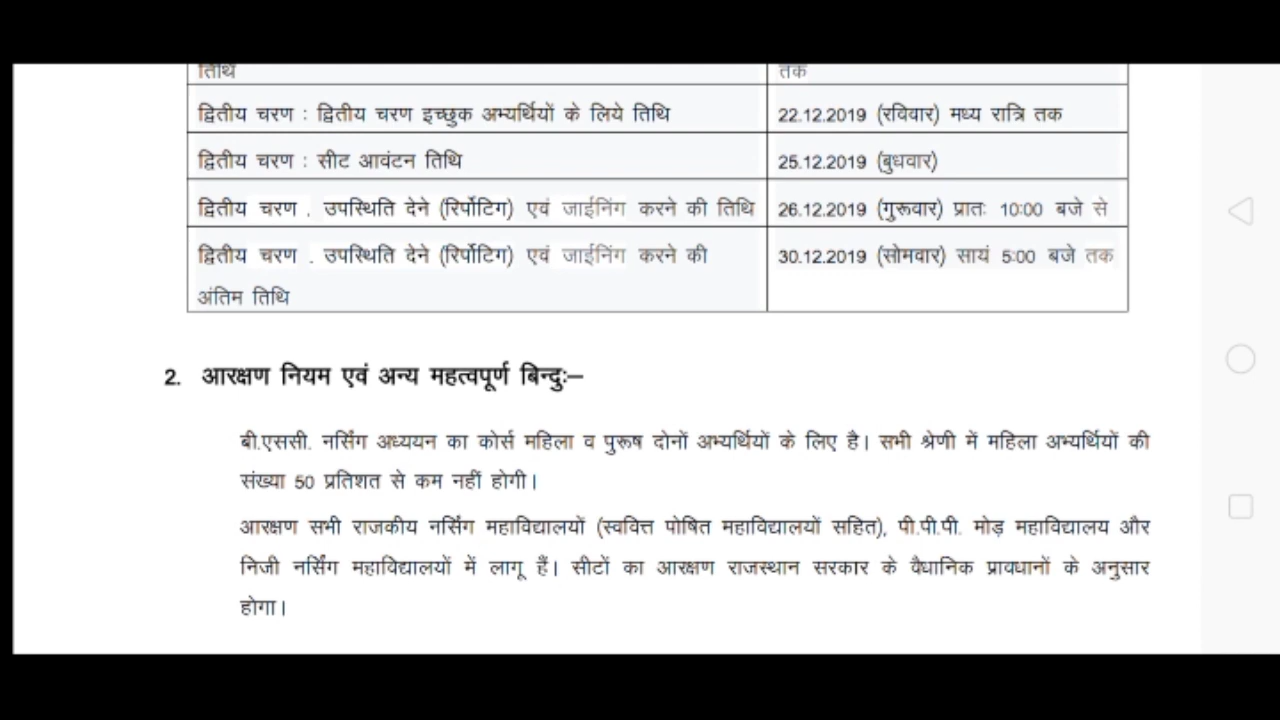 तिथि तक
द्वितीय चरण : द्वितीय चरण इच्छुक अभ्यर्थियों के लिये तिथि 22.12.2019 (रविवार) मध्य रात्रि तक
द्वितीय चरण : सीट आवंटन तिथि 25.12.2019 (बुधवार)
द्वितीय चरण . उपस्थिति देने (रिर्पोटिग) एवं जाईनिंग करने की तिथि 26.12.2019 (गुरूवार) प्रातः 10:00 बजे से
द्वितीय चरण . उपस्थिति देने (रिर्पोटिग) एवं जाईनिंग करने की 30.12.2019 (सोमवार) सायं 5:00 बजे तक
अंतिम तिथि
2. आरक्षण नियम एवं अन्य महत्वपूर्ण बिन्दुः–
बी.एससी. नर्सिंग अध्ययन का कोर्स महिला व पुरूष दोनों अभ्यर्थियों के लिए है। सभी श्रेणी में महिला अभ्यर्थियों की
संख्या 50 प्रतिशत से कम नहीं होगी।
आरक्षण सभी राजकीय नर्सिंग महाविद्यालयों (स्ववित्त पोषित महाविद्यालयों सहित), पी.पी.पी. मोड़ महाविद्यालय और
निजी नर्सिंग महाविद्यालयों में लागू हैं। सीटों का आरक्षण राजस्थान सरकार के वैधानिक प्रावधानों के अनुसार
होगा।